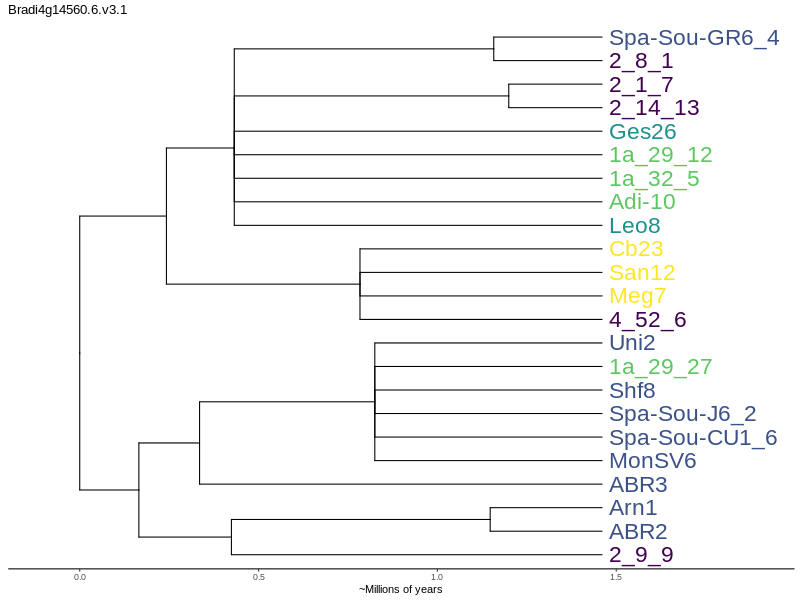 Bradi4g14560.6.v3.1
Spa-Sou-GR6_4
2_8_1
2_1_7
2_14_13
Ges26
1a_29_12
1a_32_5
Adi-10
Leo8
Cb23
San12
Meg7
4_52_6
Uni2
1a_29_27
Shf8
Spa-Sou-J6_2
Spa-Sou-CU1_6
MonSV6
ABR3
Arn1
ABR2
2_9_9
0.0 0.5 1.0 1.5
~Millions of years